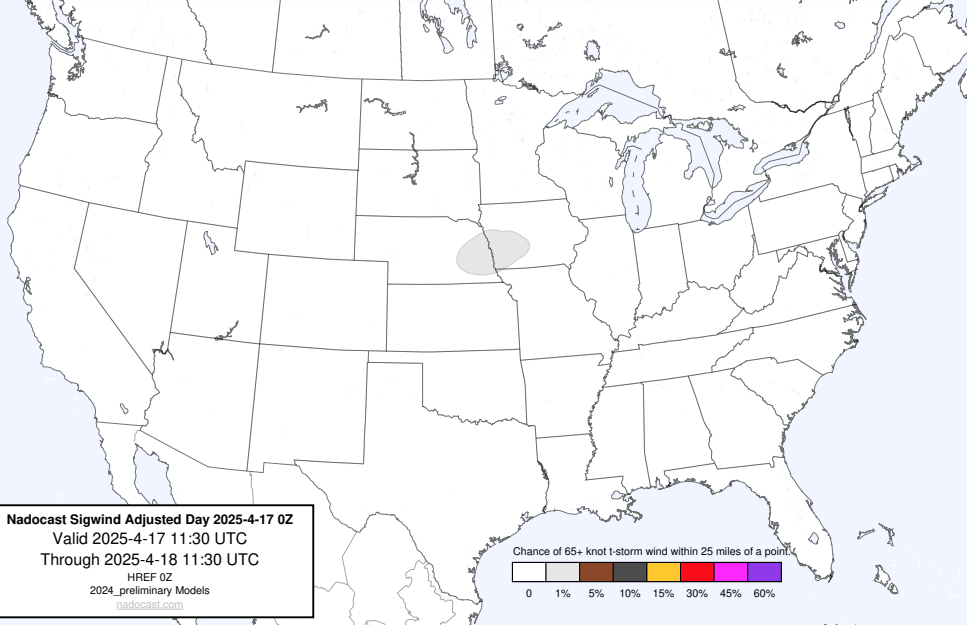 Nadocast Sigwind Adjusted Day 2025-4-17 0Z
Valid 2025-4-17 11:30 UTC
Through 2025-4-18 11:30 UTC
HREF 0Z
2024_preliminary Models
nadocast.com
Chance of 65+ knot t-storm wind within 25 miles of a point.
0 1% 5% 10% 15% 30% 45% 60%